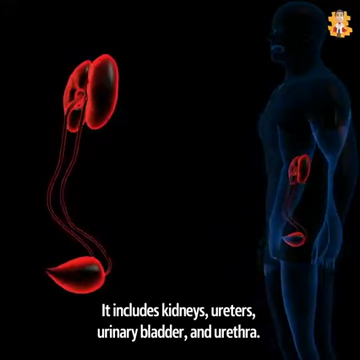 It includes kidneys, ureters,
urinary bladder, and urethra.